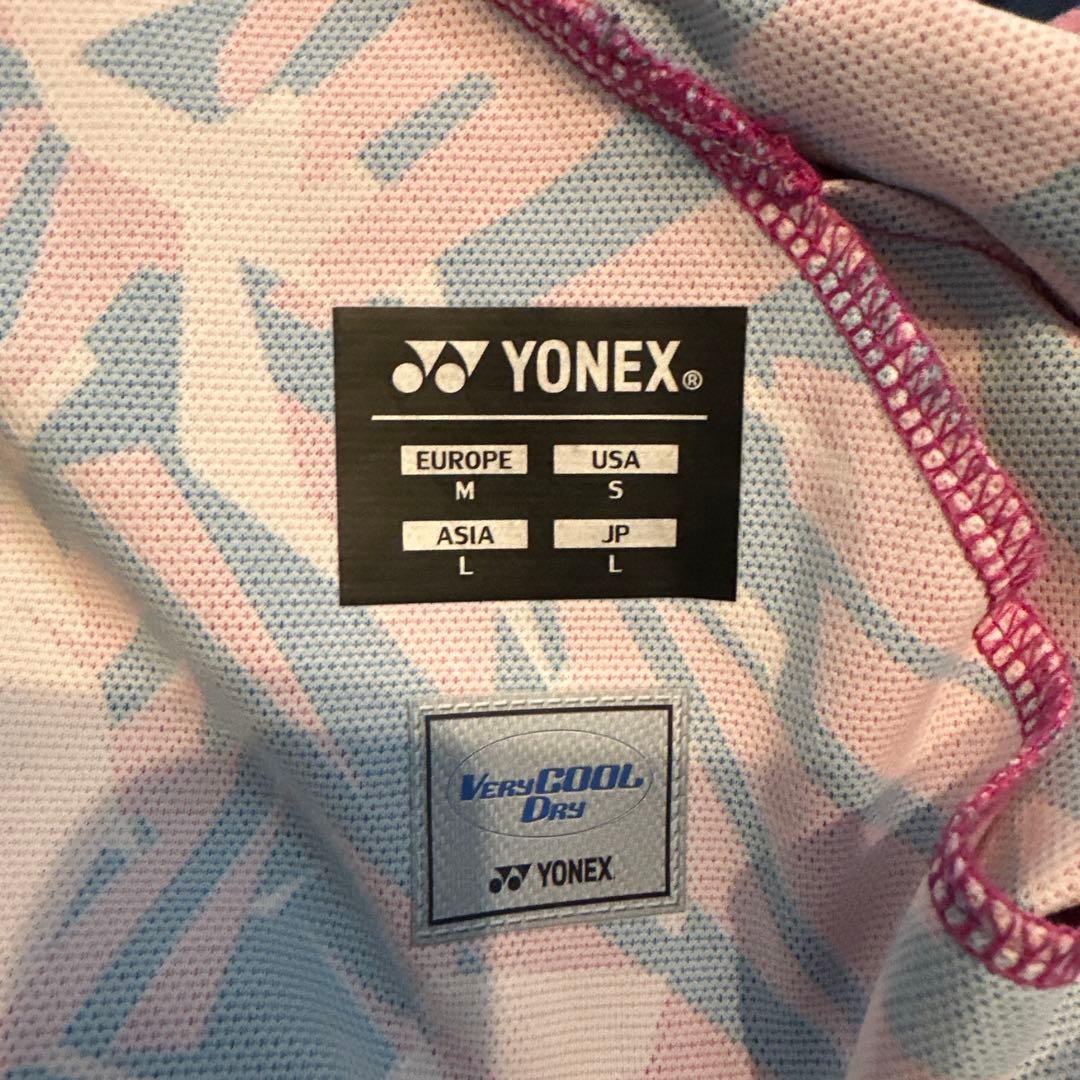 YONEX®
EUROPE USA
M S
ASIA JP
L L
VERYCOOL
DRY
YONEX